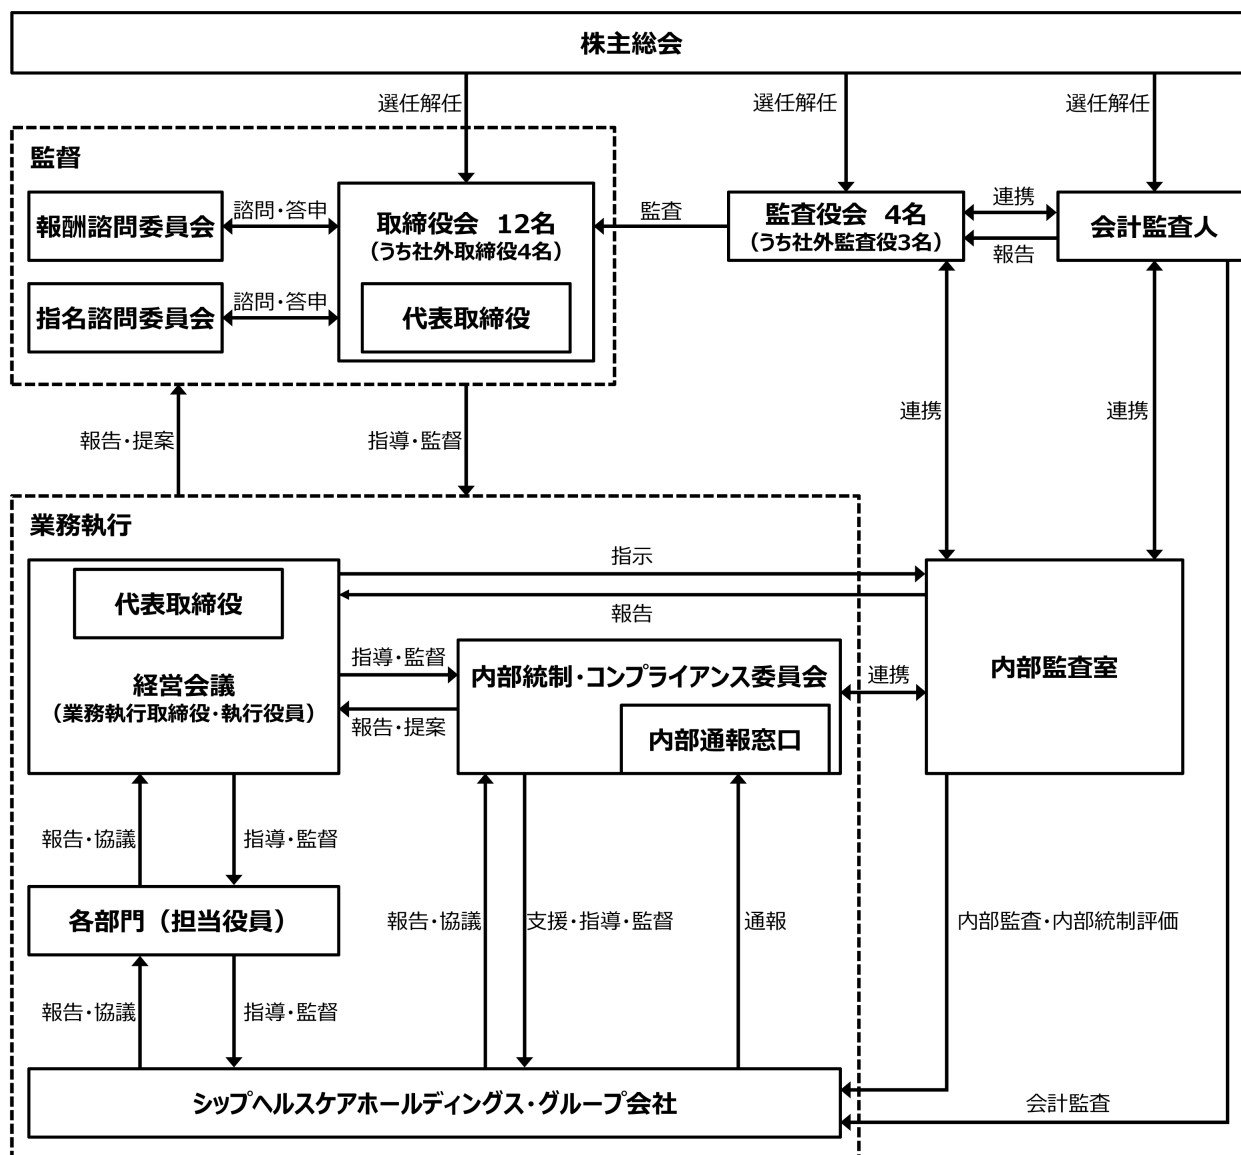 株主総会
選任解任
選任解任
選任解任
監督
報酬諮問委員会
諮問・答申
取締役会 12名
（うち社外取締役4名）
監査
監査役会 4名
（うち社外監査役3名）
連携
報告
会計監査人
指名諮問委員会
諮問・答申
代表取締役
報告・提案
指導・監督
連携
連携
業務執行
代表取締役
経営会議
（業務執行取締役・執行役員）
指示
報告
指導・監督
報告・提案
内部統制・コンプライアンス委員会
内部通報窓口
連携
内部監査室
報告・協議
指導・監督
各部門（担当役員）
報告・協議
支援・指導・監督
通報
内部監査・内部統制評価
報告・協議
指導・監督
シップヘルスケアホールディングス・グループ会社
会計監査